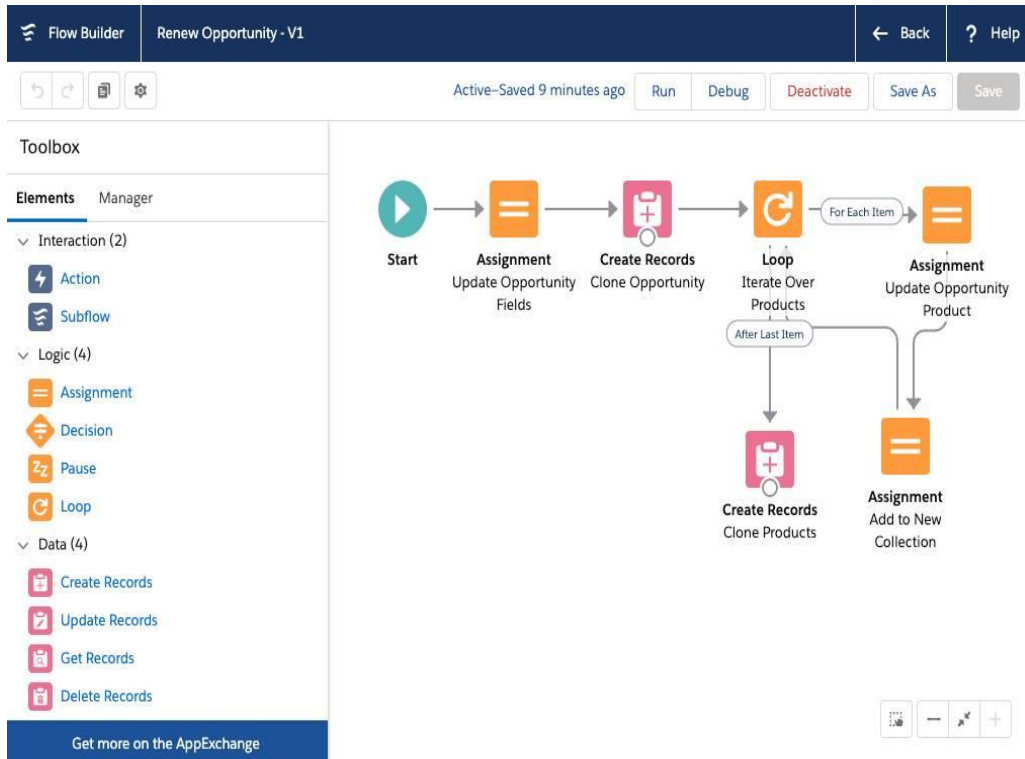 Flow Builder
Renew Opportunity - V1
Back
? Help
Active–Saved 9 minutes ago
Run
Debug
Deactivate
Save As
Save
Toolbox
Elements
Manager
Interaction (2)
Action
Subflow
Logic (4)
Assignment
Decision
Pause
Loop
Data (4)
Create Records
Update Records
Get Records
Delete Records
Get more on the AppExchange
Start
Assignment
Update Opportunity
Fields
Create Records
Clone Opportunity
Loop
Iterate Over
Products
For Each Item
Assignment
Update Opportunity
Product
After Last Item
Create Records
Clone Products
Assignment
Add to New
Collection